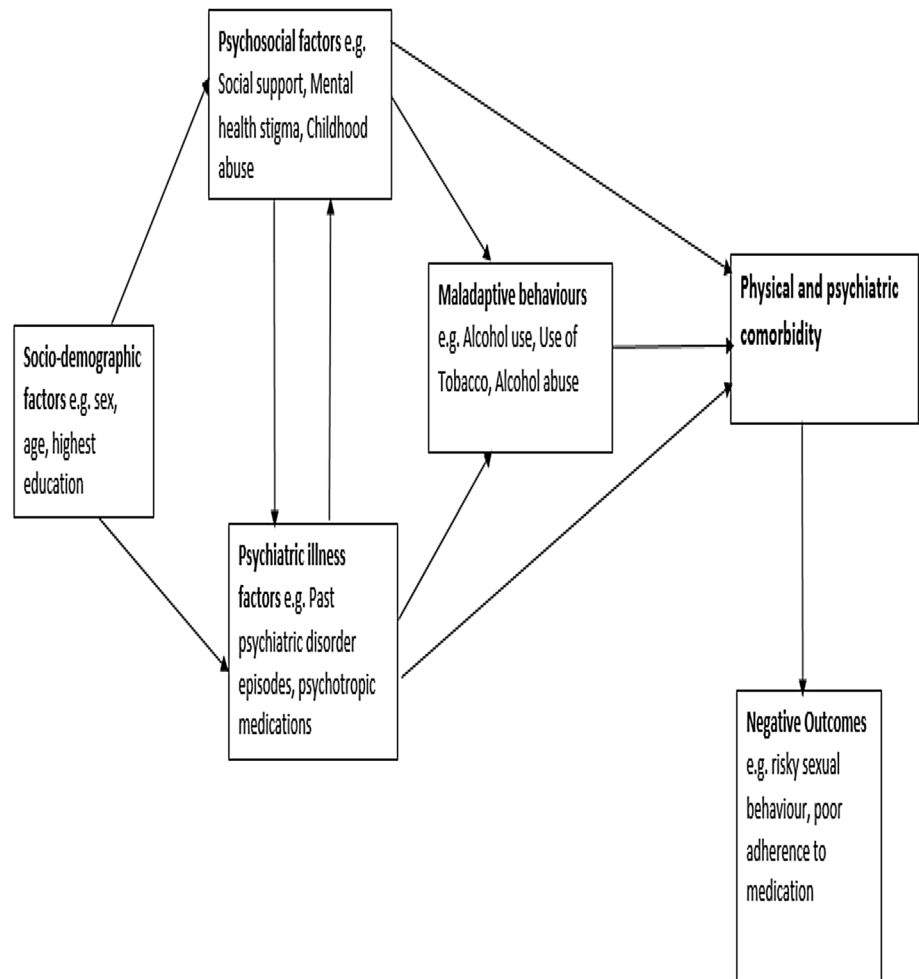 Psychosocial factors e.g.
Social support, Mental
health stigma, Childhood
abuse
Maladaptive behaviours
e.g. Alcohol use, Use of
Tobacco, Alcohol abuse
Physical and psychiatric
comorbidity
Socio-demographic
factors e.g. sex,
age, highest
education
Psychiatric illness
factors e.g. Past
psychiatric disorder
episodes, psychotropic
medications
Negative Outcomes
e.g. risky sexual
behaviour, poor
adherence to
medication